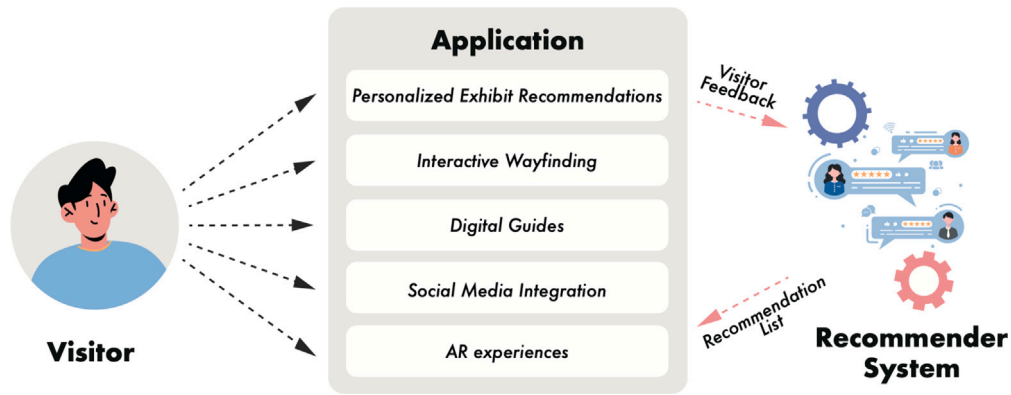 Application
Personalized Exhibit Recommendations
Interactive Wayfinding
Digital Guides
Social Media Integration
AR experiences
Visitor
Visitor
Feedback
Recommendation
List
Recommender
System